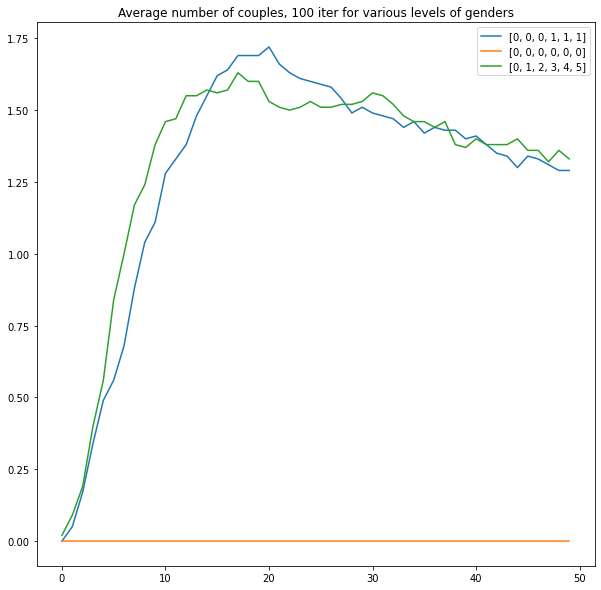 Average number of couples, 100 iter for various levels of genders
[0, 0, 0, 1, 1, 1]
[0, 0, 0, 0, 0, 0]
[0, 1, 2, 3, 4, 5]
1.75
1.50
1.25
1.00
0.75
0.50
0.25
0.00
0 10 20 30 40 50